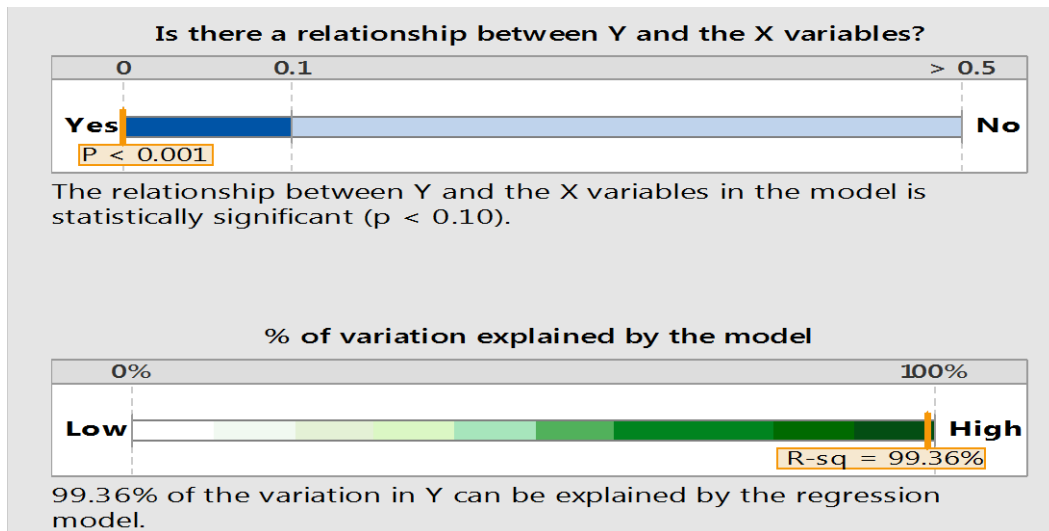 Is there a relationship between Y and the X variables?
0 0.1 > 0.5
Yes No
P < 0.001
The relationship between Y and the X variables in the model is
statistically significant (p < 0.10).
% of variation explained by the model
0% 100%
Low High
R-sq = 99.36%
99.36% of the variation in Y can be explained by the regression
model.